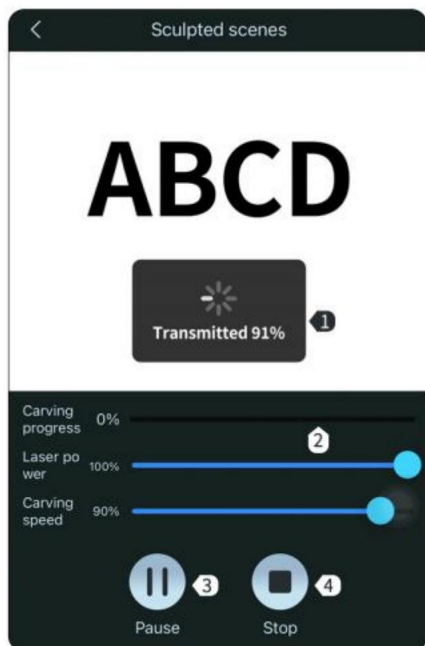 Sculpted scenes
ABCD
Transmitted 91%
1
Carving
progress 0%
2
Laser po
wer 100%
Carving
speed 90%
3
4
Pause Stop